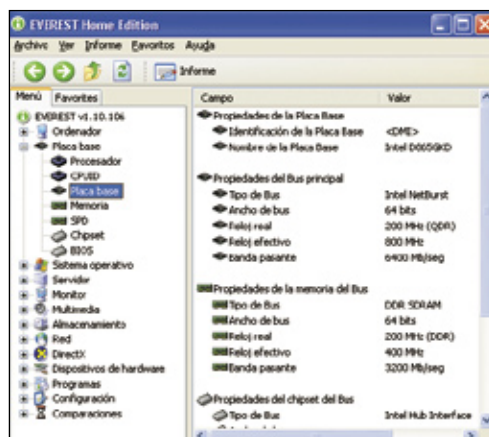 EVEREST Home Edition
Archivo Ver Informe Favoritos Ayuda
Informe
Menú Favoritos
EVEREST v1.10.106
Ordenador
Placa base
Procesador
CPUID
Placa base
Memoria
SPD
Chipset
BIOS
Sistema operativo
Servidor
Monitor
Multimedia
Almacenamiento
Red
DirectX
Dispositivos de hardware
Programas
Configuración
Comparaciones
Campo Valor
Propiedades de la Placa Base
Identificación de la Placa Base <DMI>
Nombre de la Placa Base Intel D865GKD
Propiedades del Bus principal
Tipo de Bus Intel NetBurst
Ancho de bus 64 bits
Reloj real 200 MHz (QDR)
Reloj efectivo 800 MHz
Banda pasante 6400 MB/seg
Propiedades de la memoria del Bus
Tipo de Bus DDR SDRAM
Ancho de bus 64 bits
Reloj real 200 MHz (DDR)
Reloj efectivo 400 MHz
Banda pasante 3200 MB/seg
Propiedades del chipset del Bus
Tipo de Bus Intel Hub Interface